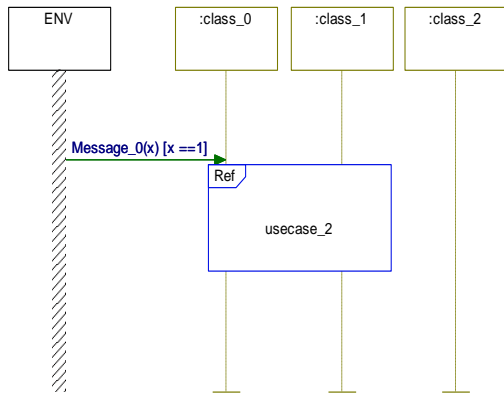 ENV
:class_0
:class_1
:class_2
Message_0(x) [x ==1]
Ref
usecase_2